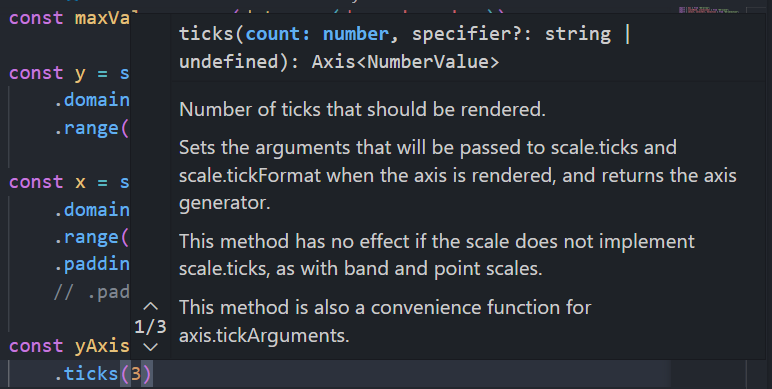 const maxVa
ticks(count: number, specifier?: string |
undefined): Axis<NumberValue>
const y = s
.domain
.range(
Number of ticks that should be rendered.
Sets the arguments that will be passed to scale.ticks and
scale.tickFormat when the axis is rendered, and returns the axis
generator.
const x = s
.domain
.range(
.paddin
// .pad
This method has no effect if the scale does not implement
scale.ticks, as with band and point scales.
This method is also a convenience function for
axis.tickArguments.
1/3
const yAxis
.ticks(3)